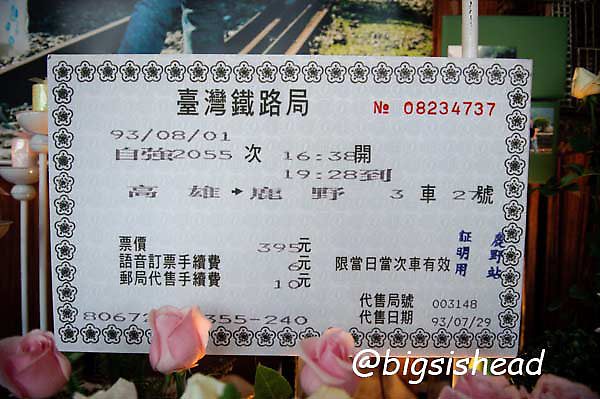 臺灣鐵路局
№ 08234737
93/08/01
自強2055 次 16:38開
19:28到
高雄→鹿野 3車 27號
票價 395元
語音訂票手續費 6元
郵局代售手續費 10元
限當日當次車有效
鹿野站
証明用
代售局號 003148
代售日期 93/07/29
355-240
@bigsishead